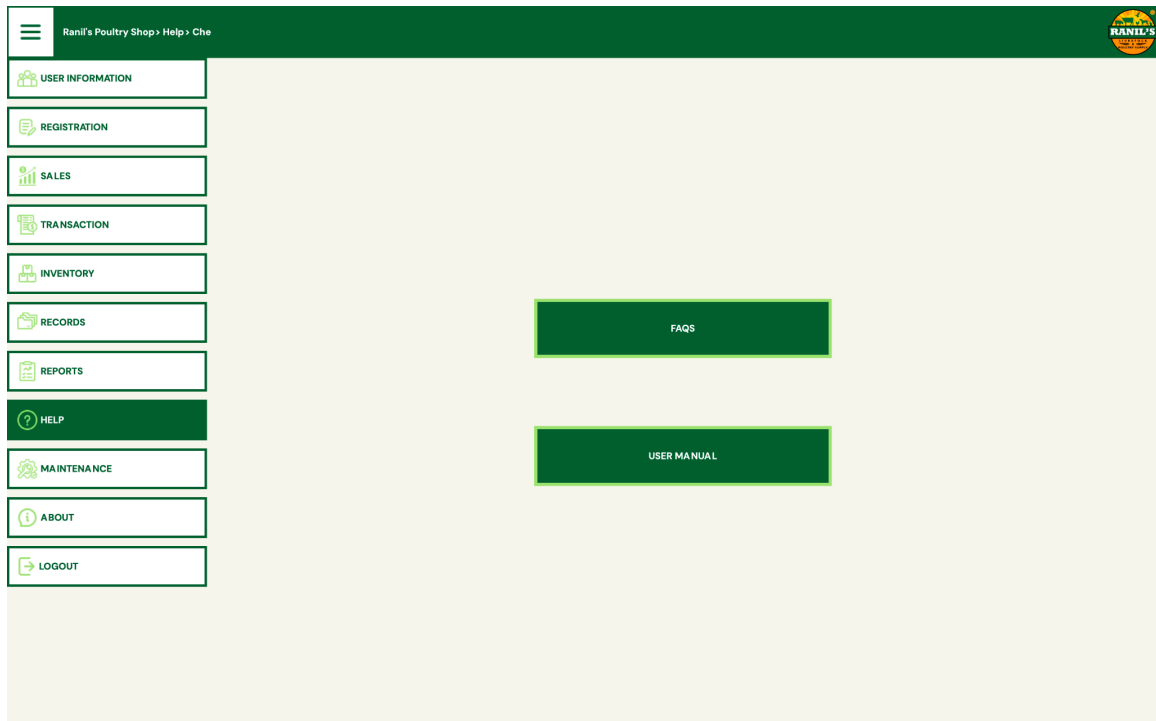 Ranil's Poultry Shop> Help> Che
RANIL'S
USER INFORMATION
REGISTRATION
SALES
TRANSACTION
INVENTORY
RECORDS
REPORTS
HELP
MAINTENANCE
ABOUT
LOGOUT
FAQS
USER MANUAL